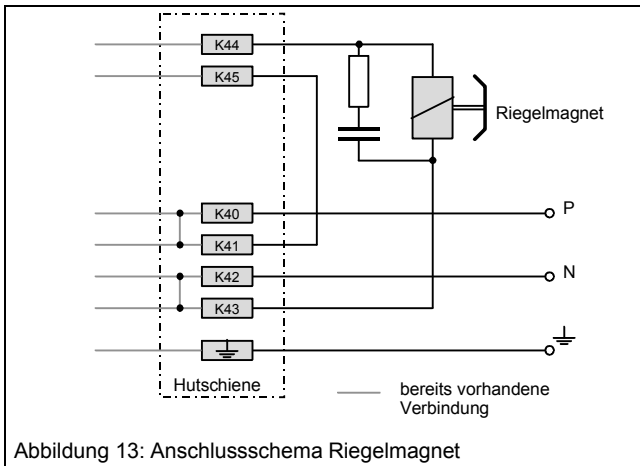 K44
K45
Riegelmagnet
K40
P
K41
K42
N
K43
Hutschiene
bereits vorhandene
Verbindung
Abbildung 13: Anschlussschema Riegelmagnet